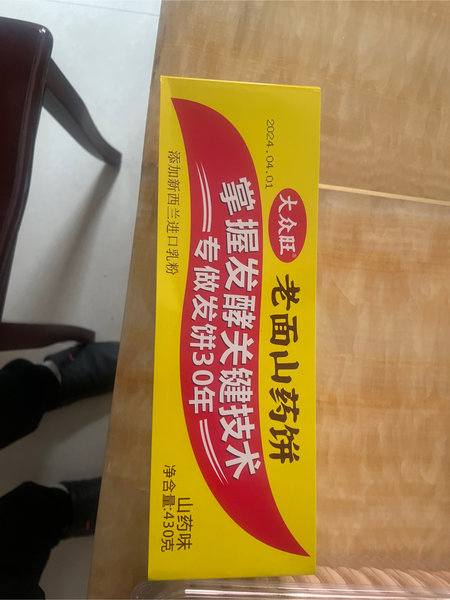 2024.04.01
大众旺
老面山药饼
掌握发酵关键技术
专做发饼30年
添加新西兰进口乳粉
山药味
净含量:430克